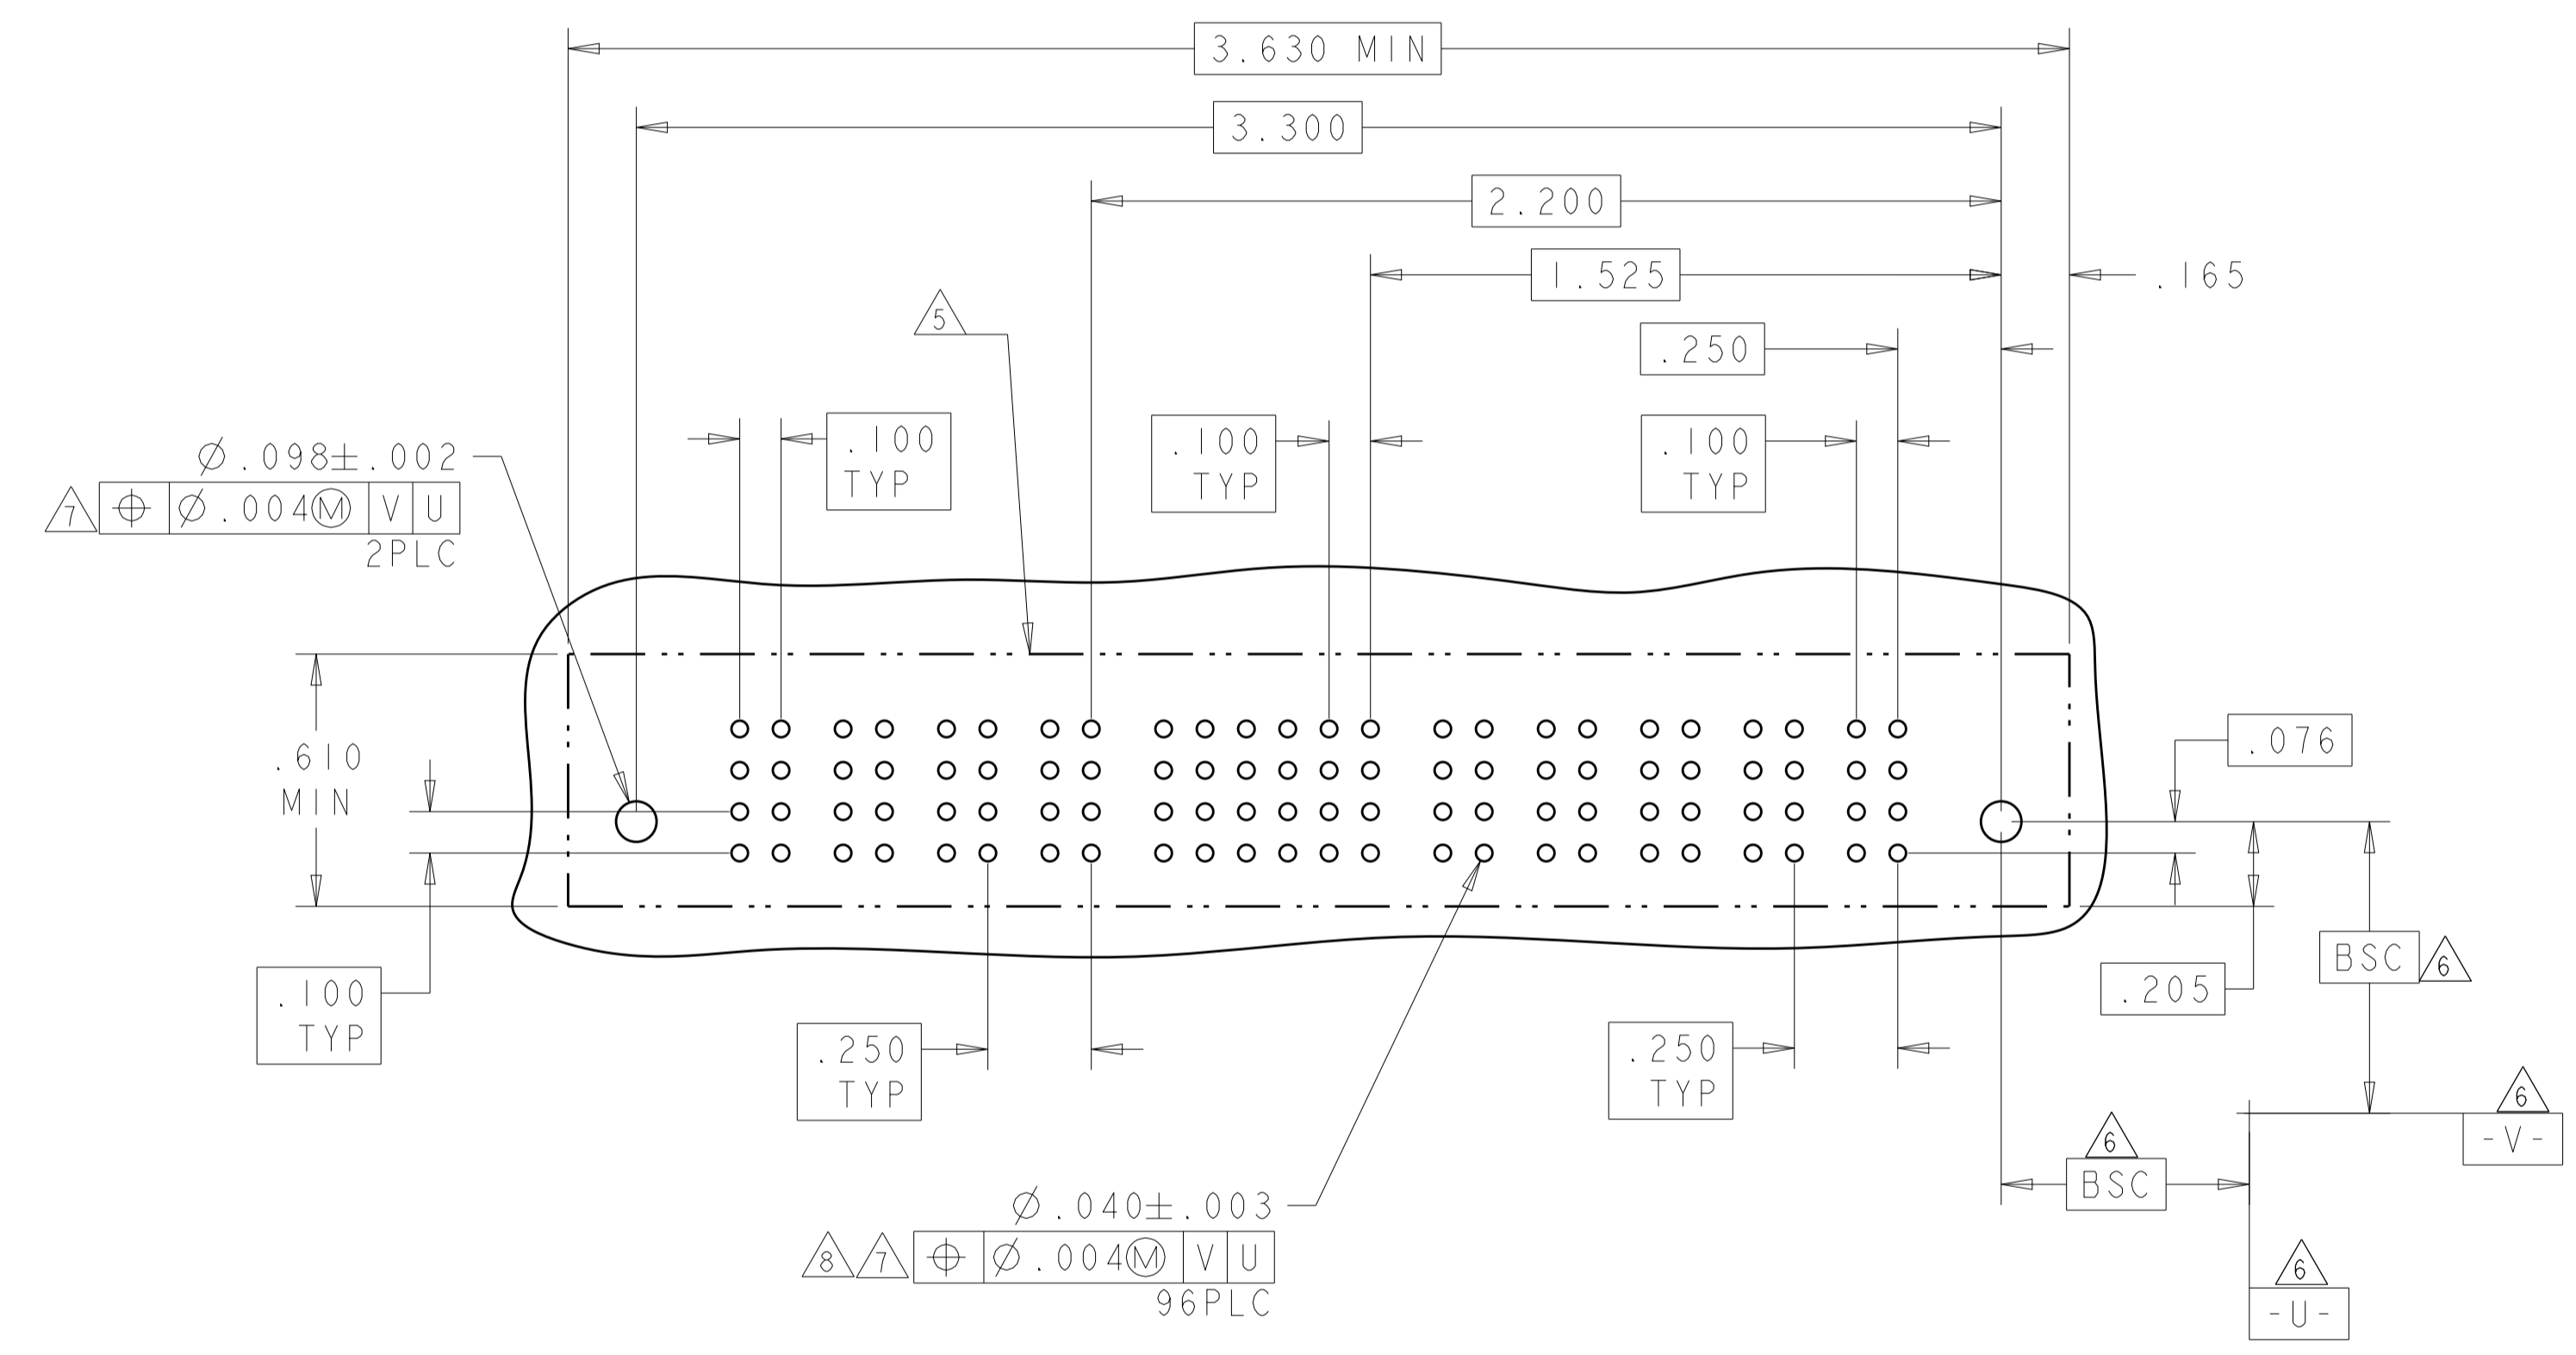 3.630 MIN
3.300
2.200
1.525
.165
5
.250
.100
TYP
.100
TYP
.100
TYP
Ø.098±.002
7 ⌖ Ø.004Ⓜ V U
2PLC
.610
MIN
.076
BSC 6
.205
.100
TYP
.250
TYP
.250
TYP
6
-V-
6
BSC
Ø.040±.003
8 7 ⌖ Ø.004Ⓜ V U
96PLC
6
-U-